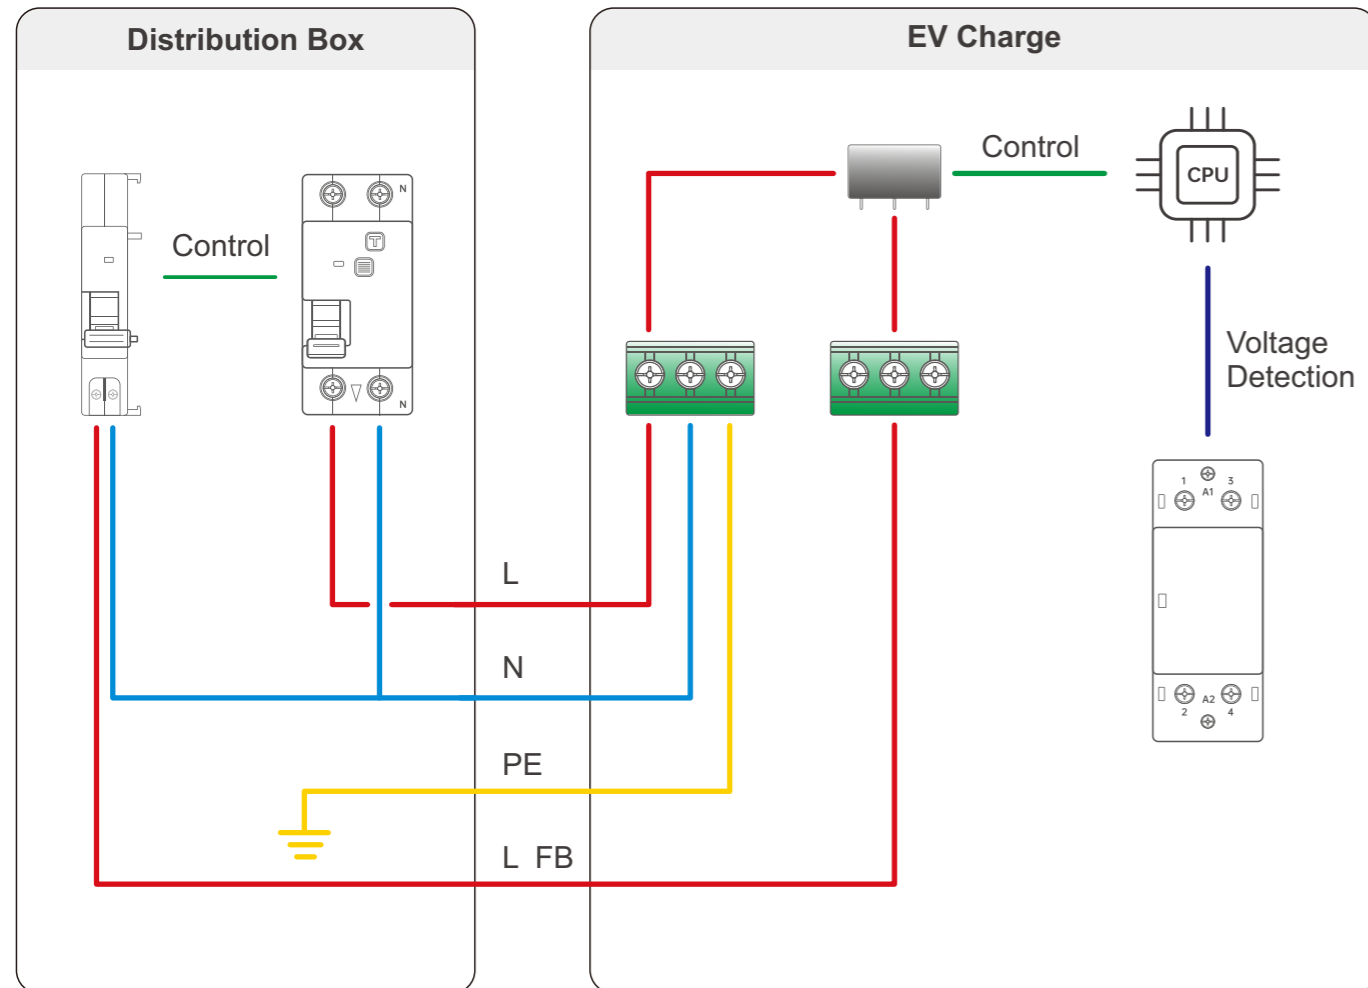 Distribution Box
EV Charge
Control
CPU
Control
N
T
N
Voltage
Detection
1
3
A1
L
N
A2
2
4
PE
L FB